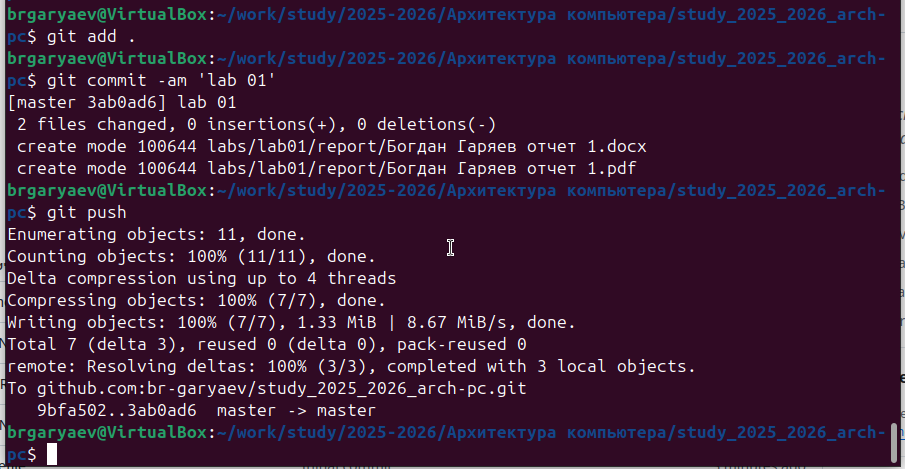 brgaryaev@VirtualBox:~/work/study/2025-2026/Архитектура компьютера/study_2025_2026_arch-
pc$ git add .
brgaryaev@VirtualBox:~/work/study/2025-2026/Архитектура компьютера/study_2025_2026_arch-
pc$ git commit -am 'lab 01'
[master 3ab0ad6] lab 01
 2 files changed, 0 insertions(+), 0 deletions(-)
 create mode 100644 labs/lab01/report/Богдан Гаряев отчет 1.docx
 create mode 100644 labs/lab01/report/Богдан Гаряев отчет 1.pdf
brgaryaev@VirtualBox:~/work/study/2025-2026/Архитектура компьютера/study_2025_2026_arch-
pc$ git push
Enumerating objects: 11, done.
Counting objects: 100% (11/11), done.
Delta compression using up to 4 threads
Compressing objects: 100% (7/7), done.
Writing objects: 100% (7/7), 1.33 MiB | 8.67 MiB/s, done.
Total 7 (delta 3), reused 0 (delta 0), pack-reused 0
remote: Resolving deltas: 100% (3/3), completed with 3 local objects.
To github.com:br-garyaev/study_2025_2026_arch-pc.git
   9bfa502..3ab0ad6  master -> master
brgaryaev@VirtualBox:~/work/study/2025-2026/Архитектура компьютера/study_2025_2026_arch-
pc$